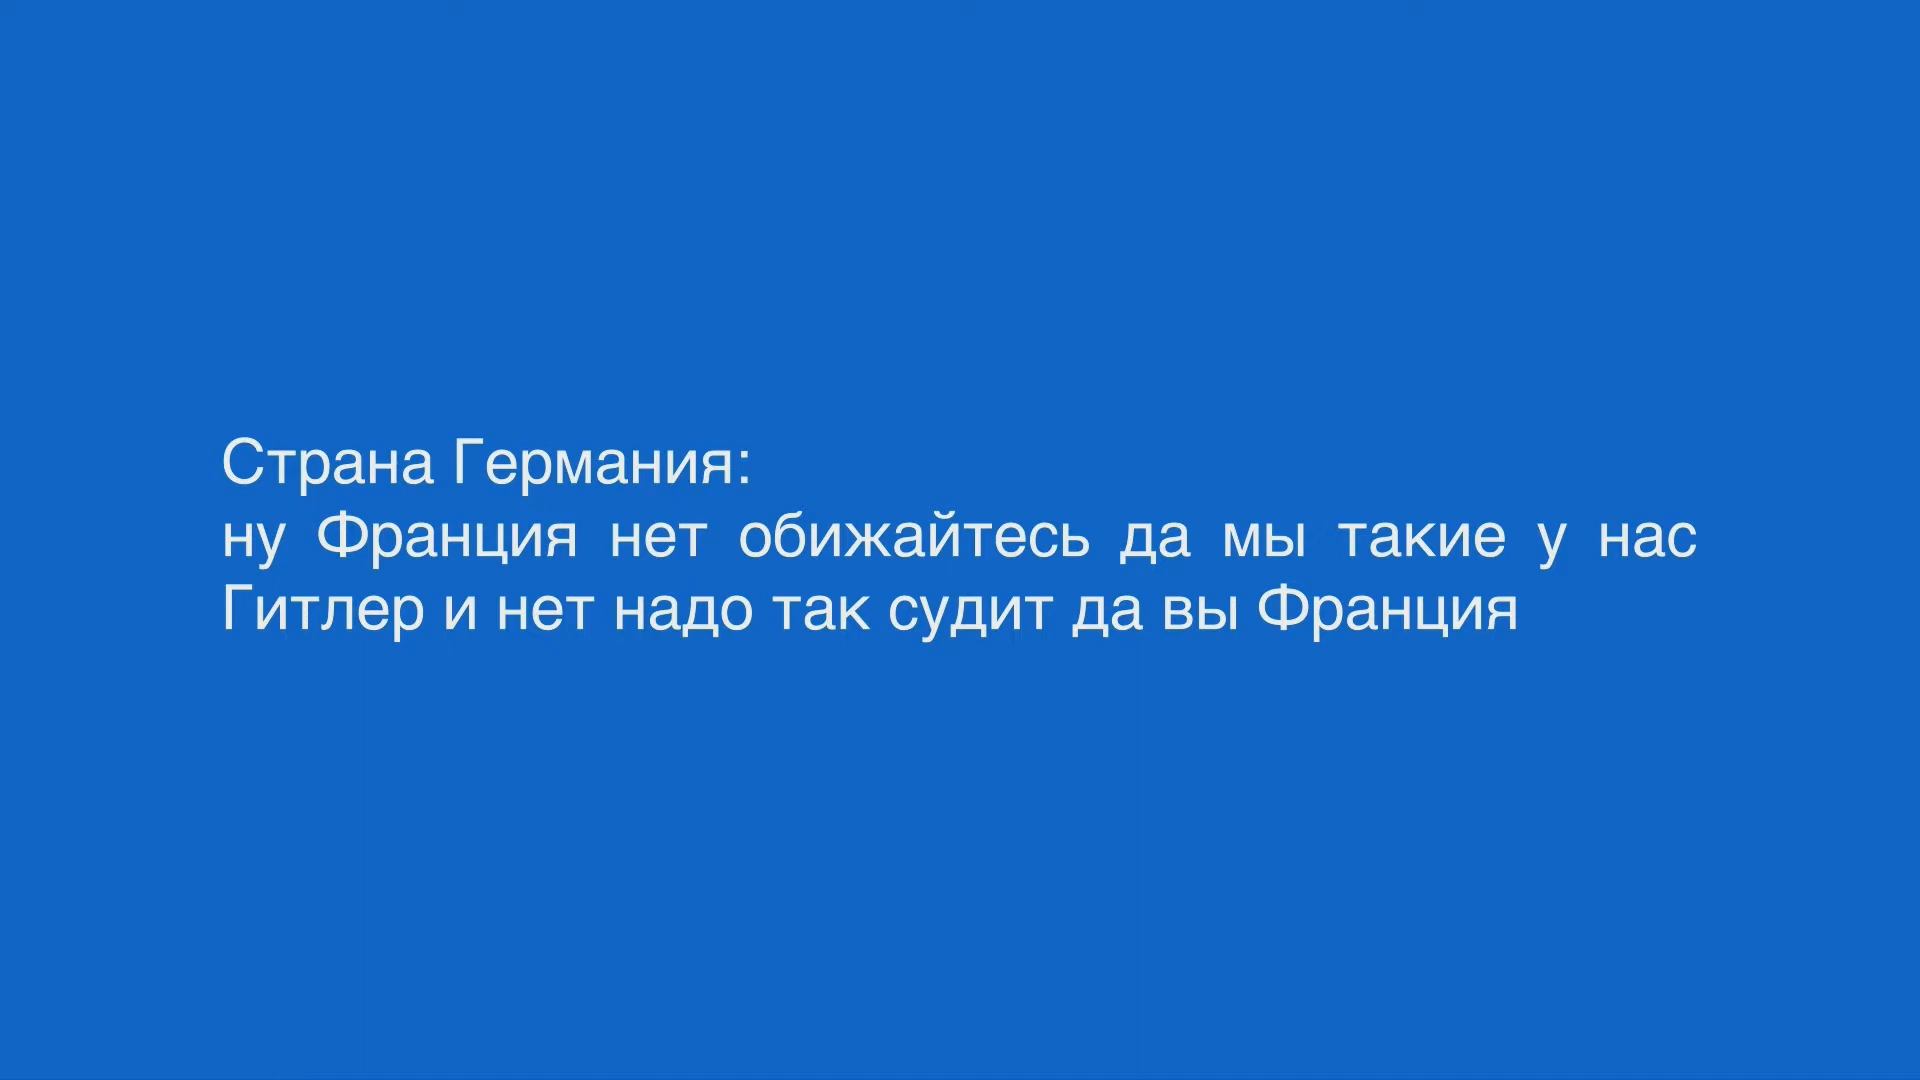 Страна Германия:
ну Франция нет обижайтесь да мы такие у нас
Гитлер и нет надо так судит да вы Франция